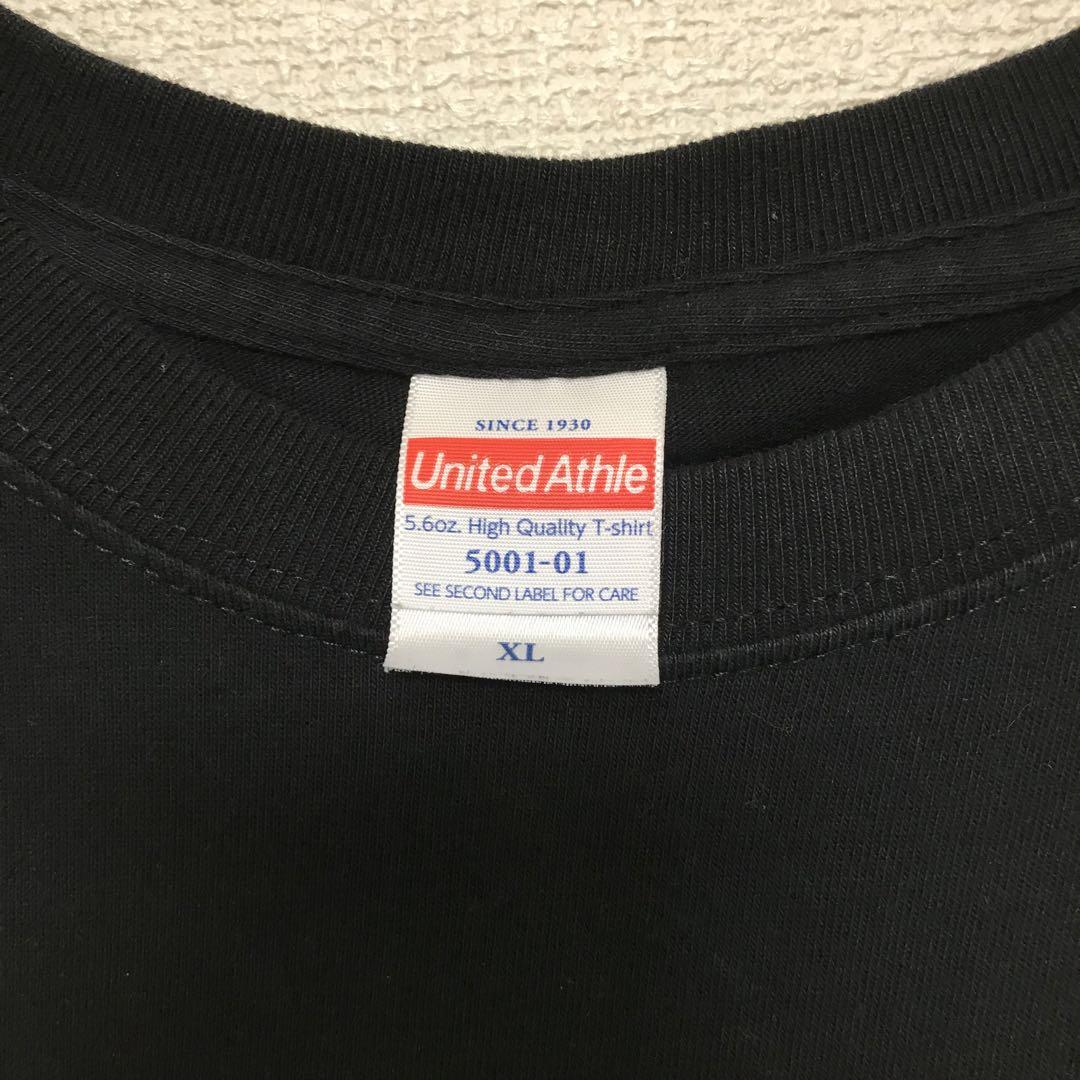 SINCE 1930
United Athle
5.6oz. High Quality T-shirt
5001-01
SEE SECOND LABEL FOR CARE
XL